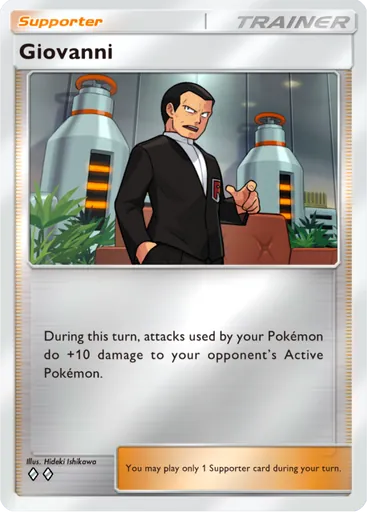 Supporter TRAINER
Giovanni
During this turn, attacks used by your Pokémon
do +10 damage to your opponent's Active
Pokémon.
Illus. Hideki Ishikawa
You may play only 1 Supporter card during your turn.